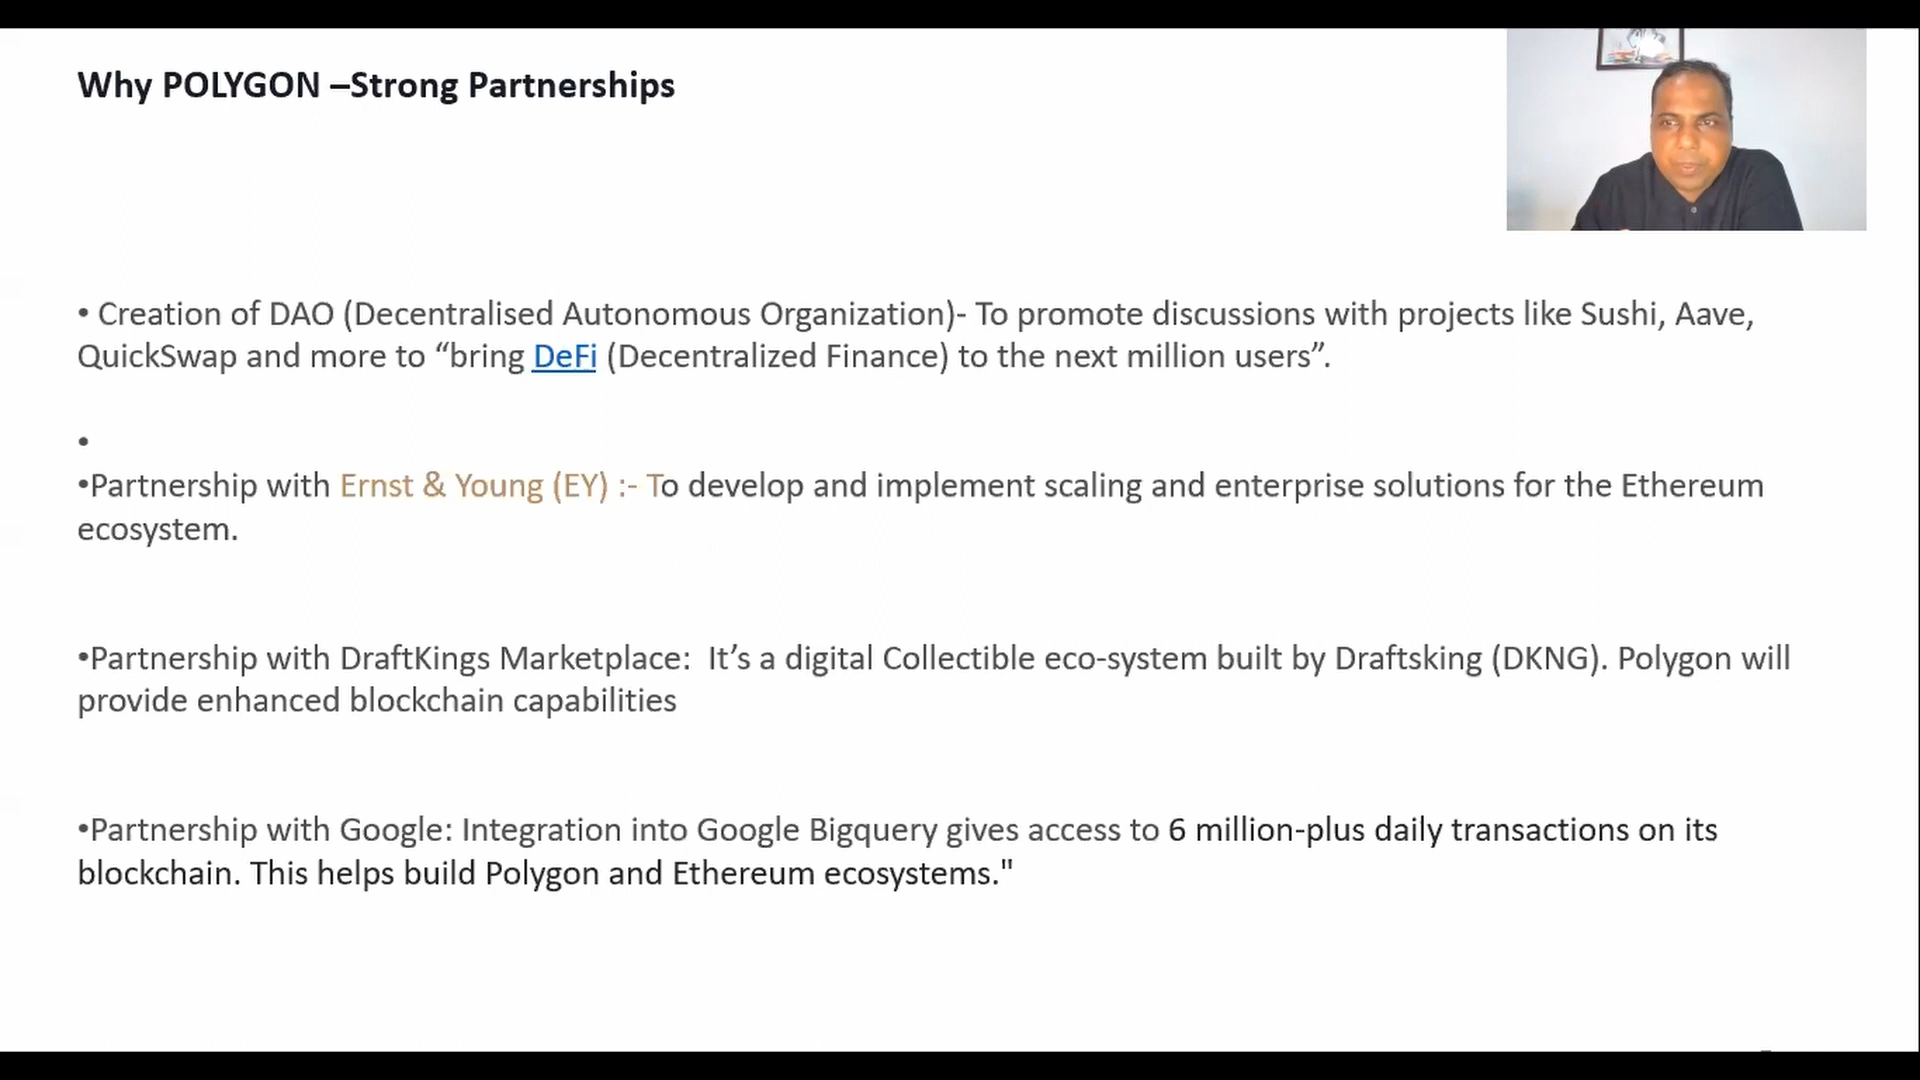 Why POLYGON –Strong Partnerships
• Creation of DAO (Decentralised Autonomous Organization)- To promote discussions with projects like Sushi, Aave,
QuickSwap and more to “bring DeFi (Decentralized Finance) to the next million users”.
•
•Partnership with Ernst & Young (EY) :- To develop and implement scaling and enterprise solutions for the Ethereum
ecosystem.
•Partnership with DraftKings Marketplace:  It’s a digital Collectible eco-system built by Draftsking (DKNG). Polygon will
provide enhanced blockchain capabilities
•Partnership with Google: Integration into Google Bigquery gives access to 6 million-plus daily transactions on its
blockchain. This helps build Polygon and Ethereum ecosystems."